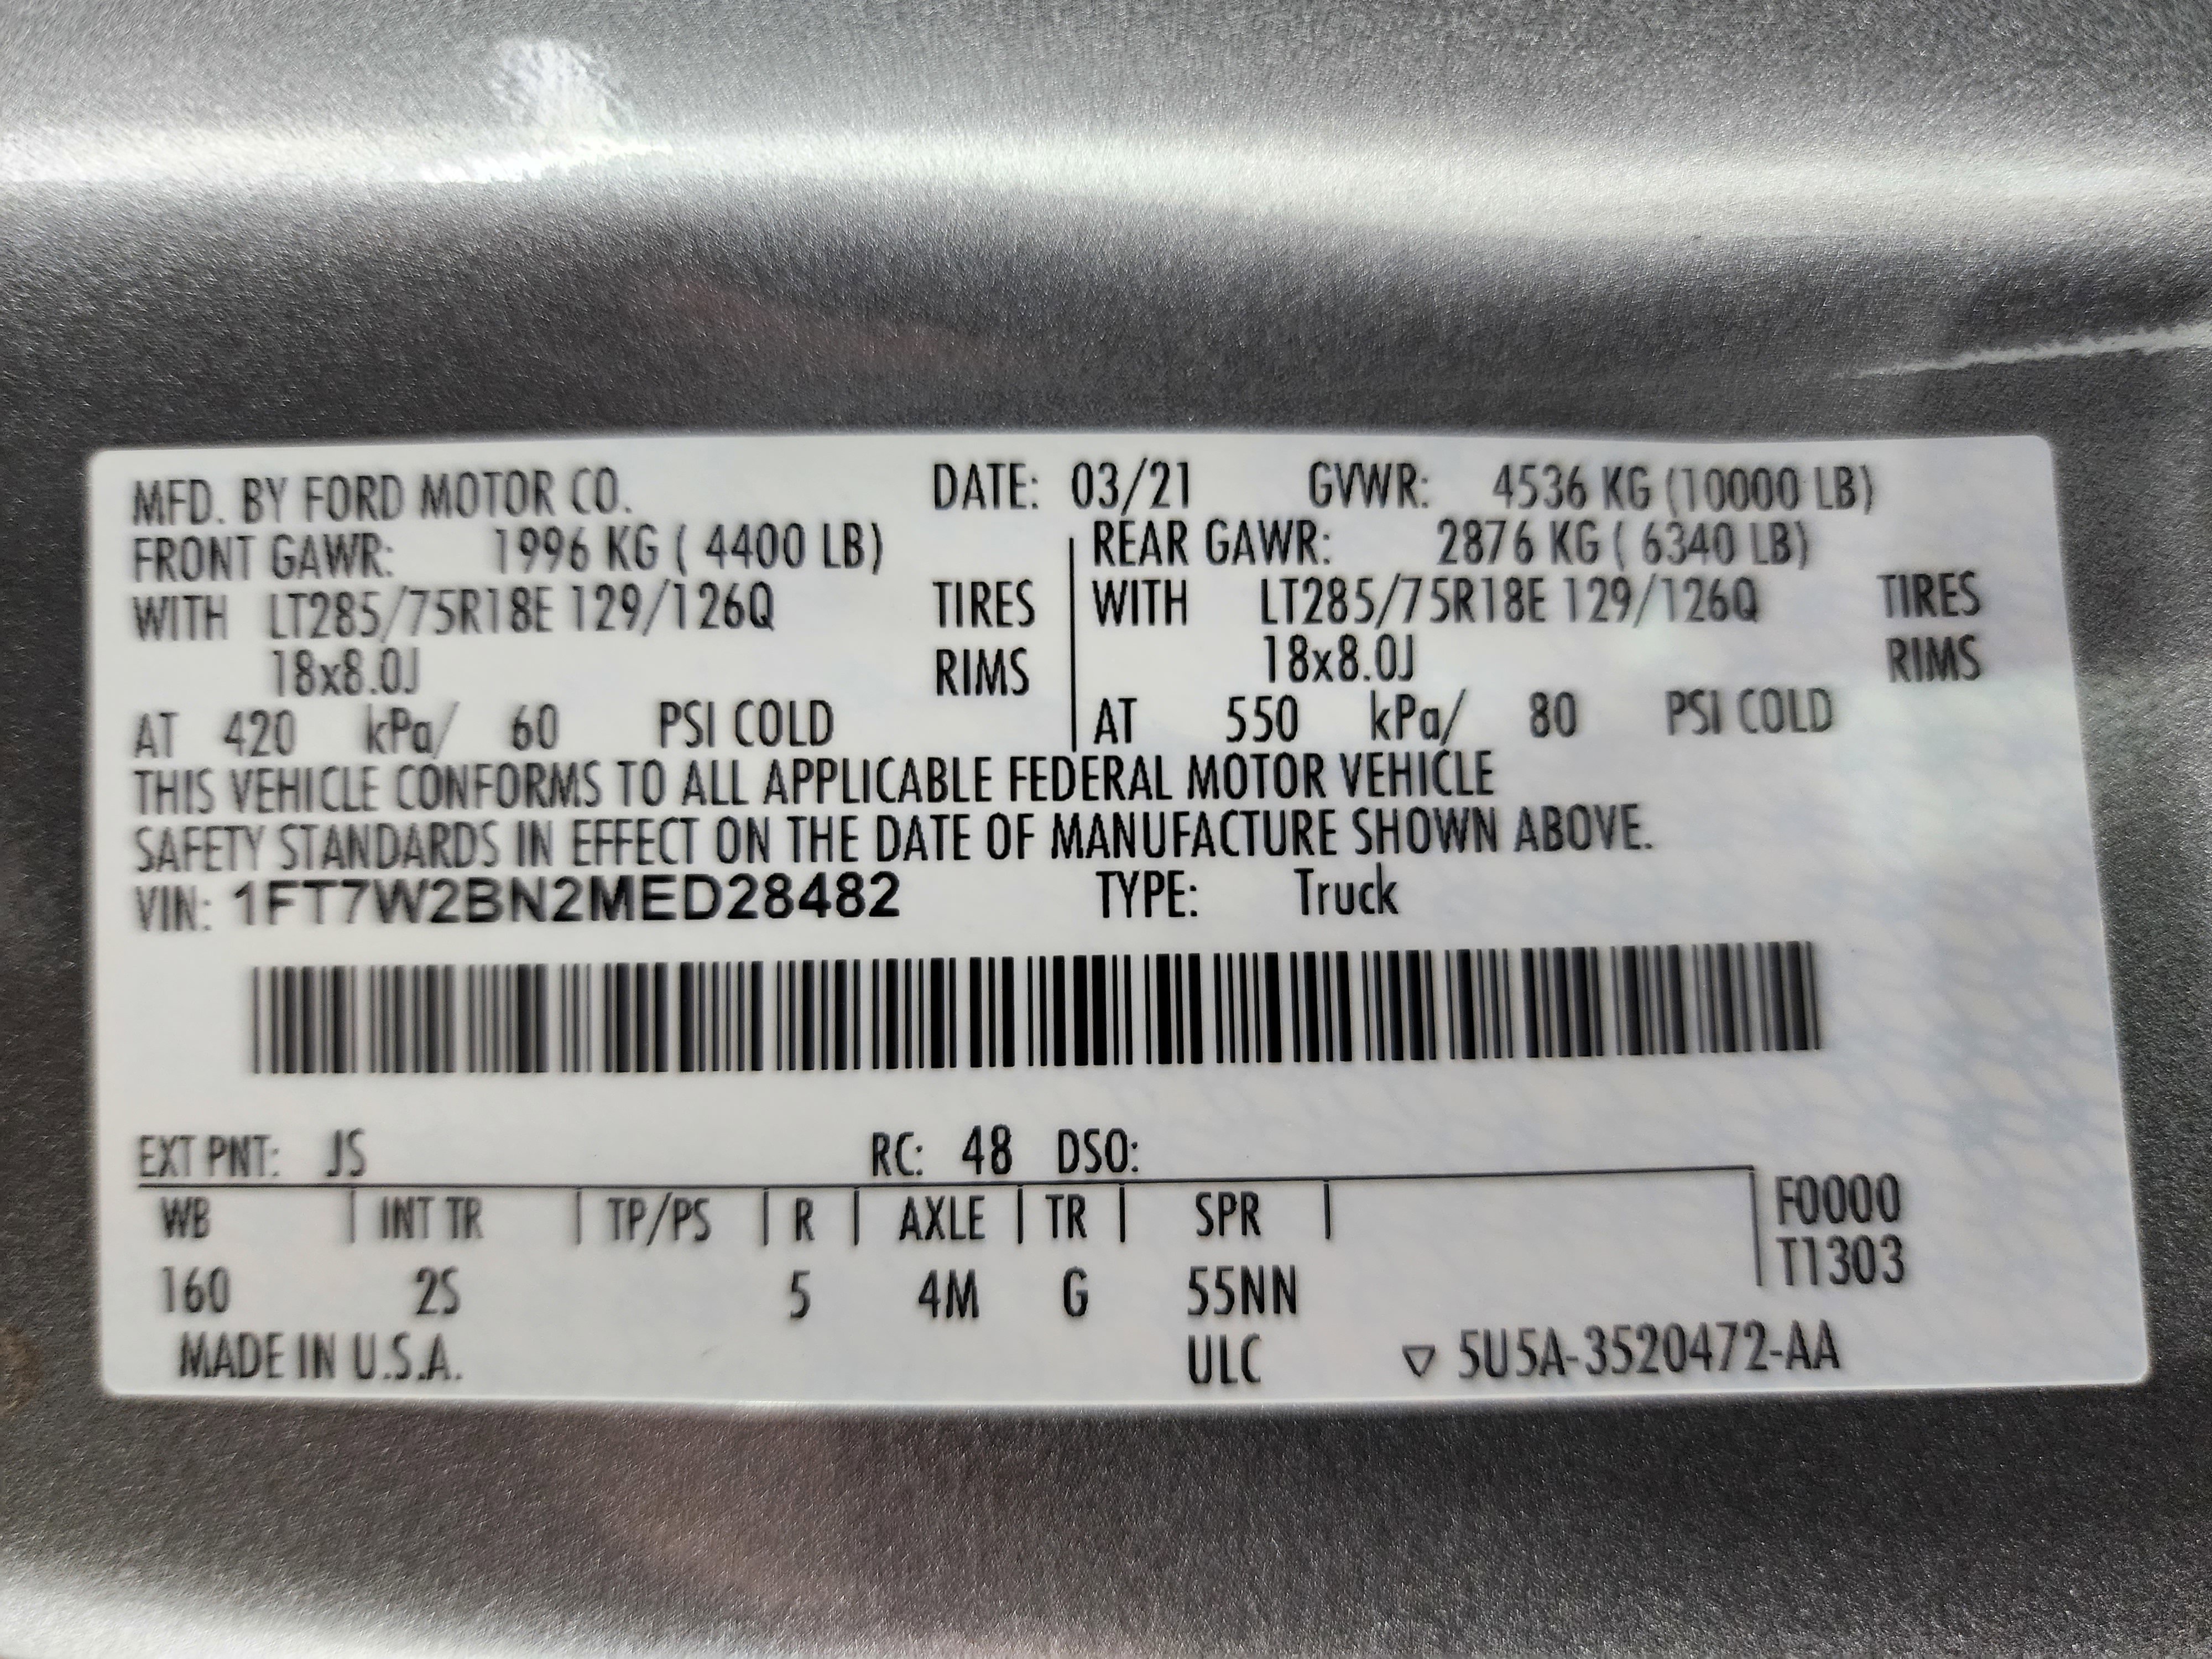 MFD. BY FORD MOTOR CO. DATE: 03/21 GVWR: 4536 KG (10000 LB)
FRONT GAWR: 1996 KG ( 4400 LB) REAR GAWR: 2876 KG ( 6340 LB)
WITH LT285/75R18E 129/126Q TIRES WITH LT285/75R18E 129/126Q TIRES
18x8.0J RIMS 18x8.0J RIMS
AT 420 kPa/ 60 PSI COLD AT 550 kPa/ 80 PSI COLD
THIS VEHICLE CONFORMS TO ALL APPLICABLE FEDERAL MOTOR VEHICLE
SAFETY STANDARDS IN EFFECT ON THE DATE OF MANUFACTURE SHOWN ABOVE.
VIN: 1FT7W2BN2MED28482 TYPE: Truck
EXT PNT: JS RC: 48 DSO:
WB | INT TR | TP/PS | R | AXLE | TR | SPR | F0000
T1303
160 2S 5 4M G 55NN
MADE IN U.S.A. ULC ▽ 5U5A-3520472-AA